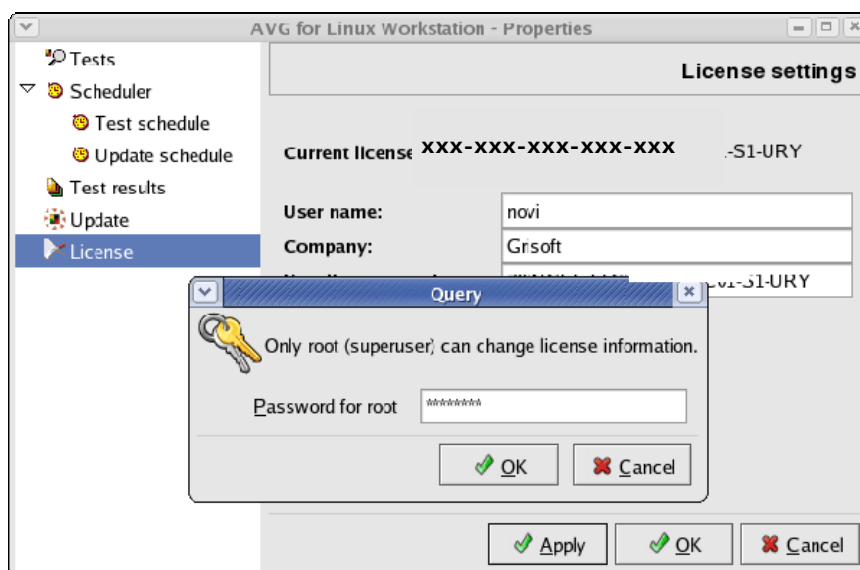 AVG for Linux Workstation - Properties
Tests
Scheduler
Test schedule
Update schedule
Test results
Update
License
License settings
Current license xxx-xxx-xxx-xxx-xxx -S1-URY
User name: novi
Company: Grisoft
-S1-URY
Query
Only root (superuser) can change license information.
Password for root ********
OK Cancel
Apply OK Cancel